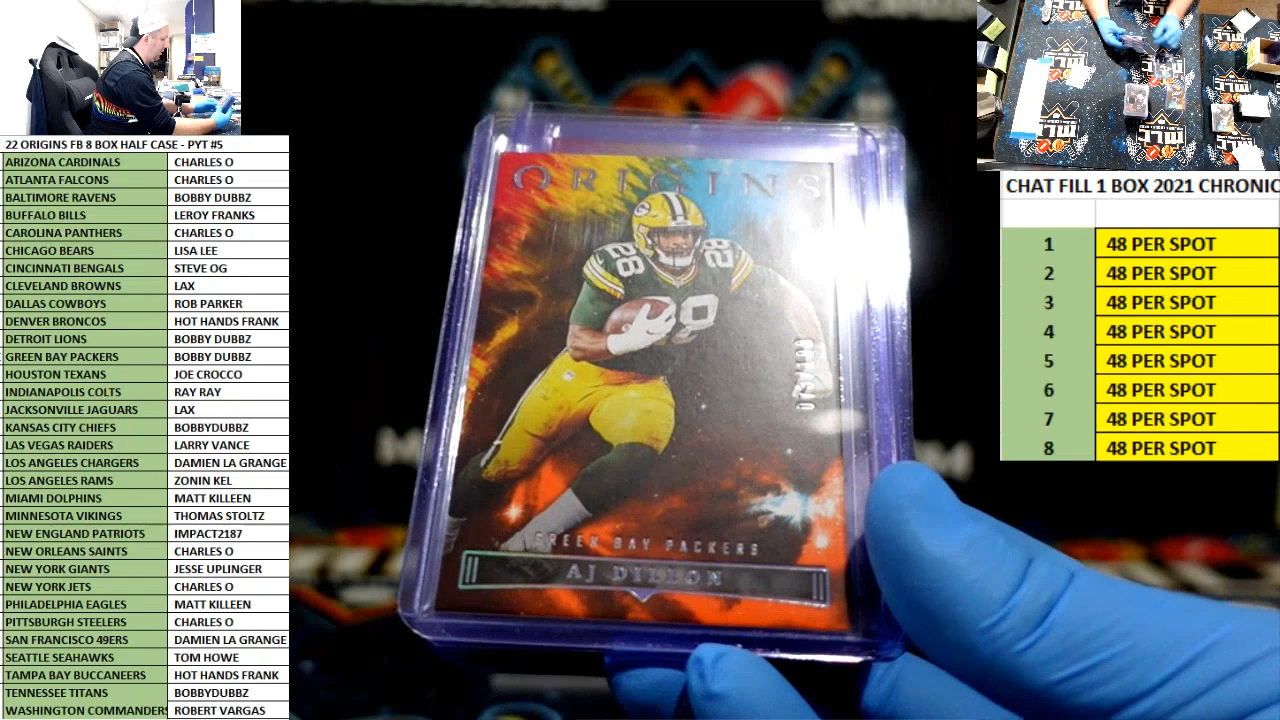 22 ORIGINS FB 8 BOX HALF CASE - PYT #5
ARIZONA CARDINALS CHARLES O
ATLANTA FALCONS CHARLES O
BALTIMORE RAVENS BOBBY DUBBZ
BUFFALO BILLS LEROY FRANKS
CAROLINA PANTHERS CHARLES O
CHICAGO BEARS LISA LEE
CINCINNATI BENGALS STEVE OG
CLEVELAND BROWNS LAX
DALLAS COWBOYS ROB PARKER
DENVER BRONCOS HOT HANDS FRANK
DETROIT LIONS BOBBY DUBBZ
GREEN BAY PACKERS BOBBY DUBBZ
HOUSTON TEXANS JOE CROCCO
INDIANAPOLIS COLTS RAY RAY
JACKSONVILLE JAGUARS LAX
KANSAS CITY CHIEFS BOBBYDUBBZ
LAS VEGAS RAIDERS LARRY VANCE
LOS ANGELES CHARGERS DAMIEN LA GRANGE
LOS ANGELES RAMS ZONIN KEL
MIAMI DOLPHINS MATT KILLEEN
MINNESOTA VIKINGS THOMAS STOLTZ
NEW ENGLAND PATRIOTS IMPACT2187
NEW ORLEANS SAINTS CHARLES O
NEW YORK GIANTS JESSE UPLINGER
NEW YORK JETS CHARLES O
PHILADELPHIA EAGLES MATT KILLEEN
PITTSBURGH STEELERS CHARLES O
SAN FRANCISCO 49ERS DAMIEN LA GRANGE
SEATTLE SEAHAWKS TOM HOWE
TAMPA BAY BUCCANEERS HOT HANDS FRANK
TENNESSEE TITANS BOBBYDUBBZ
WASHINGTON COMMANDERS ROBERT VARGAS
ORIGINS
28 28
28
GREEN BAY PACKERS
AJ DILLON
CHAT FILL 1 BOX 2021 CHRONIC
1 48 PER SPOT
2 48 PER SPOT
3 48 PER SPOT
4 48 PER SPOT
5 48 PER SPOT
6 48 PER SPOT
7 48 PER SPOT
8 48 PER SPOT